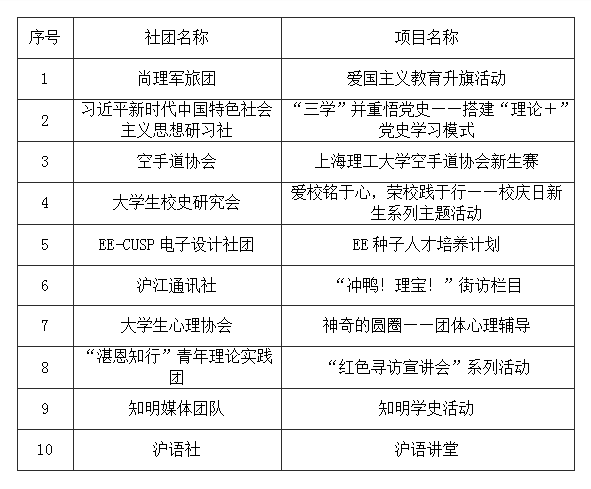 序号 社团名称 项目名称
1 尚理军旅团 爱国主义教育升旗活动
2 习近平新时代中国特色社会 “三学”并重悟党史——搭建“理论＋”
主义思想研习社 党史学习模式
3 空手道协会 上海理工大学空手道协会新生赛
4 大学生校史研究会 爱校铭于心，荣校践于行——校庆日新
生系列主题活动
5 EE-CUSP 电子设计社团 EE 种子人才培养计划
6 沪江通讯社 “冲鸭！理宝！”街访栏目
7 大学生心理协会 神奇的圆圈——团体心理辅导
8 “湛恩知行”青年理论实践 “红色寻访宣讲会”系列活动
团
9 知明媒体团队 知明学史活动
10 沪语社 沪语讲堂